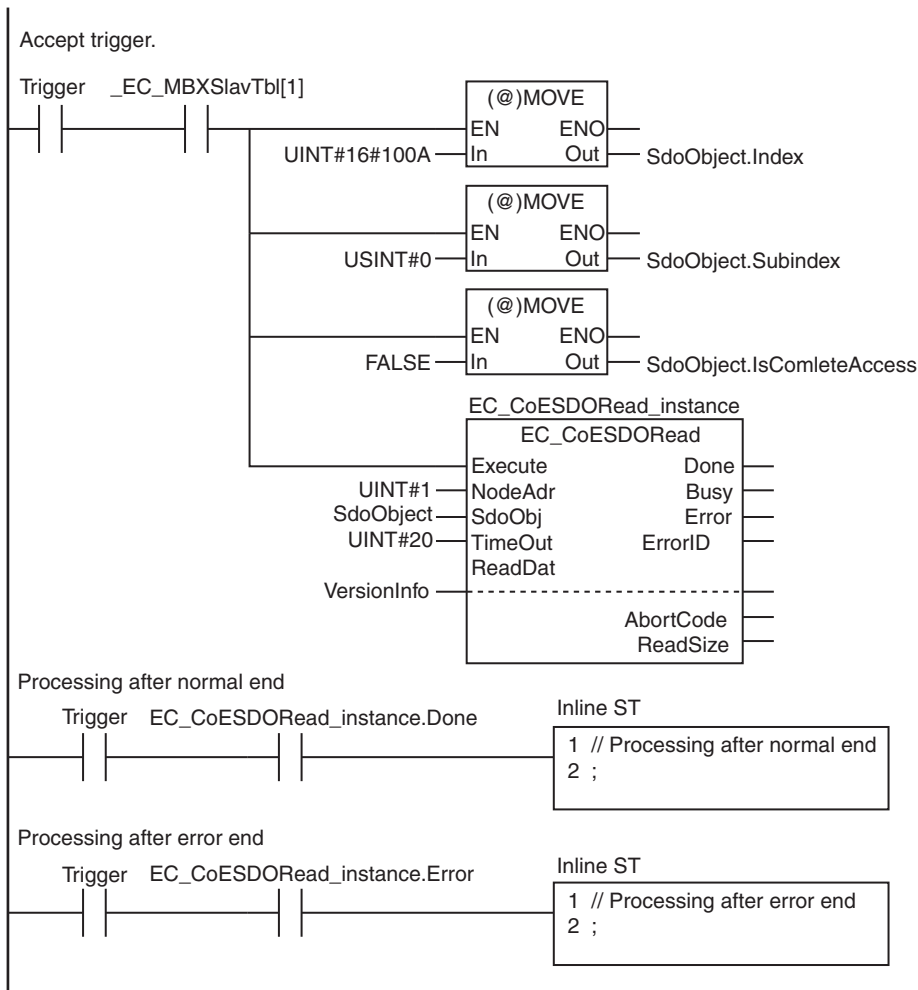 Accept trigger.
Trigger _EC_MBXSlavTbl[1]
(@)MOVE
EN ENO
UINT#16#100A In Out SdoObject.Index
(@)MOVE
EN ENO
USINT#0 In Out SdoObject.Subindex
(@)MOVE
EN ENO
FALSE In Out SdoObject.IsComleteAccess
EC_CoESDORead_instance
EC_CoESDORead
Execute Done
UINT#1 NodeAdr Busy
SdoObject SdoObj Error
UINT#20 TimeOut ErrorID
ReadDat
VersionInfo
AbortCode
ReadSize
Processing after normal end
Trigger EC_CoESDORead_instance.Done
Inline ST
1 // Processing after normal end
2 ;
Processing after error end
Trigger EC_CoESDORead_instance.Error
Inline ST
1 // Processing after error end
2 ;